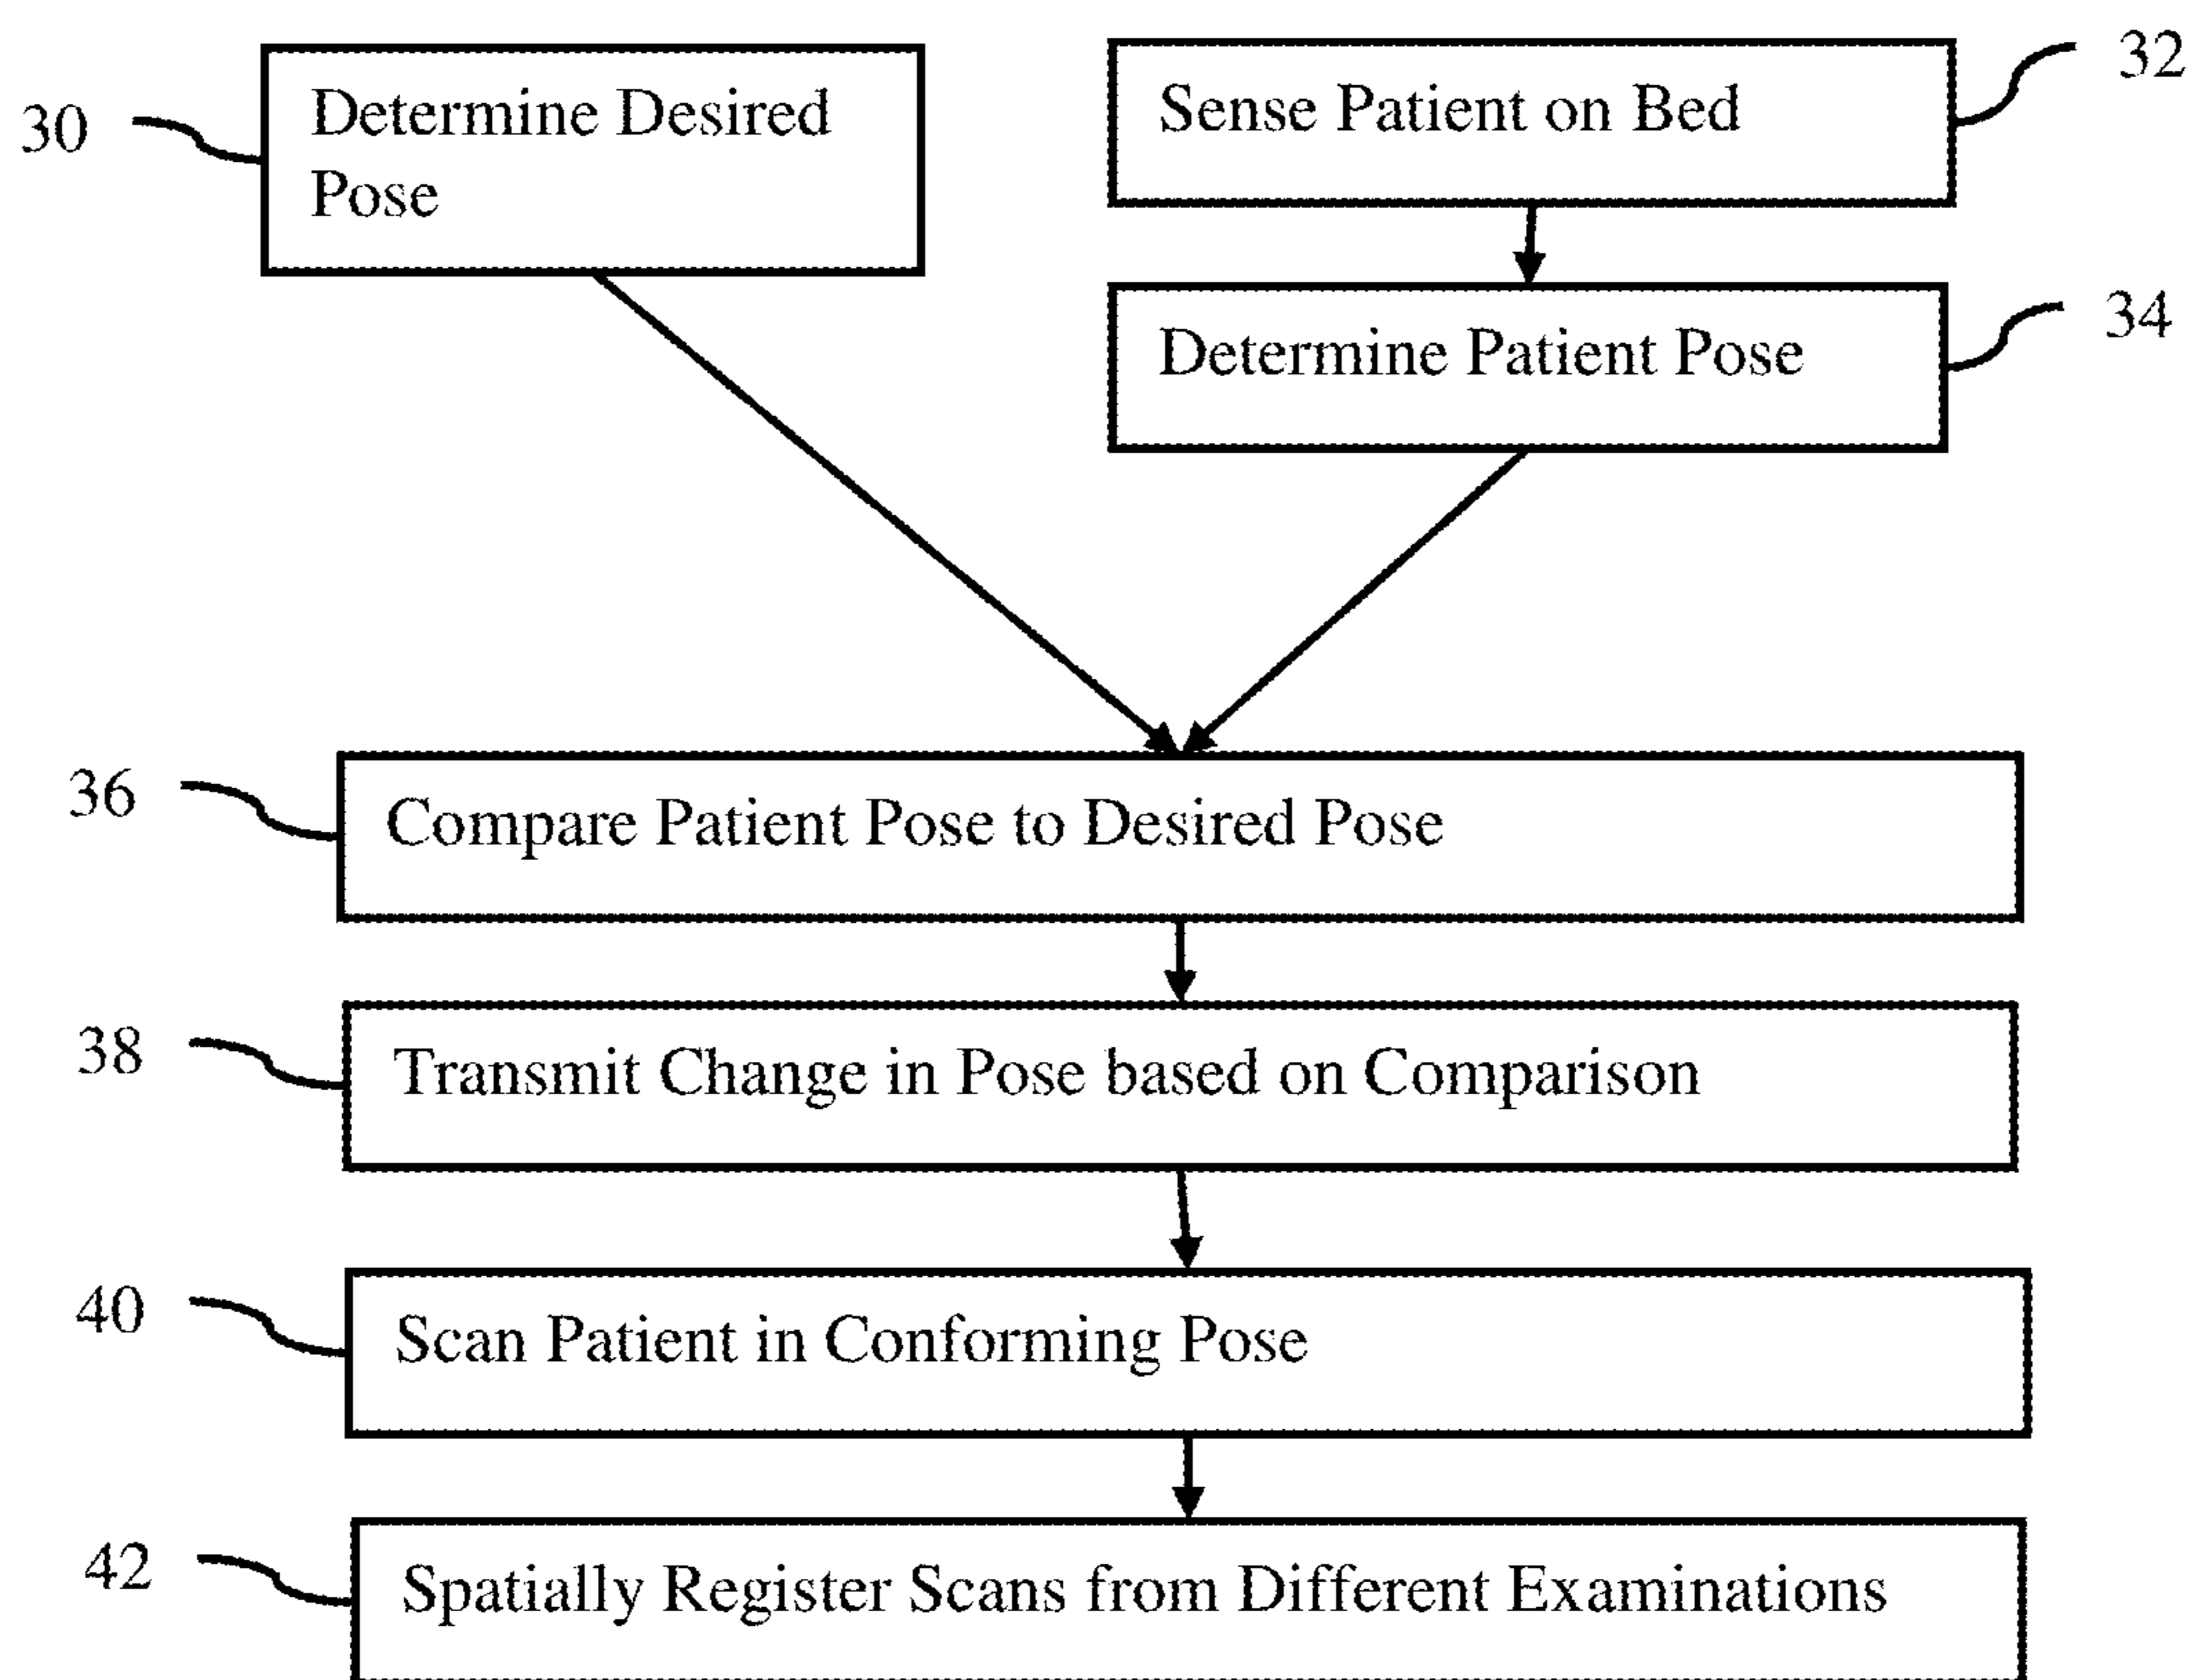 30
Determine Desired
Pose
Sense Patient on Bed
32
Determine Patient Pose
34
36
Compare Patient Pose to Desired Pose
38
Transmit Change in Pose based on Comparison
40
Scan Patient in Conforming Pose
42
Spatially Register Scans from Different Examinations